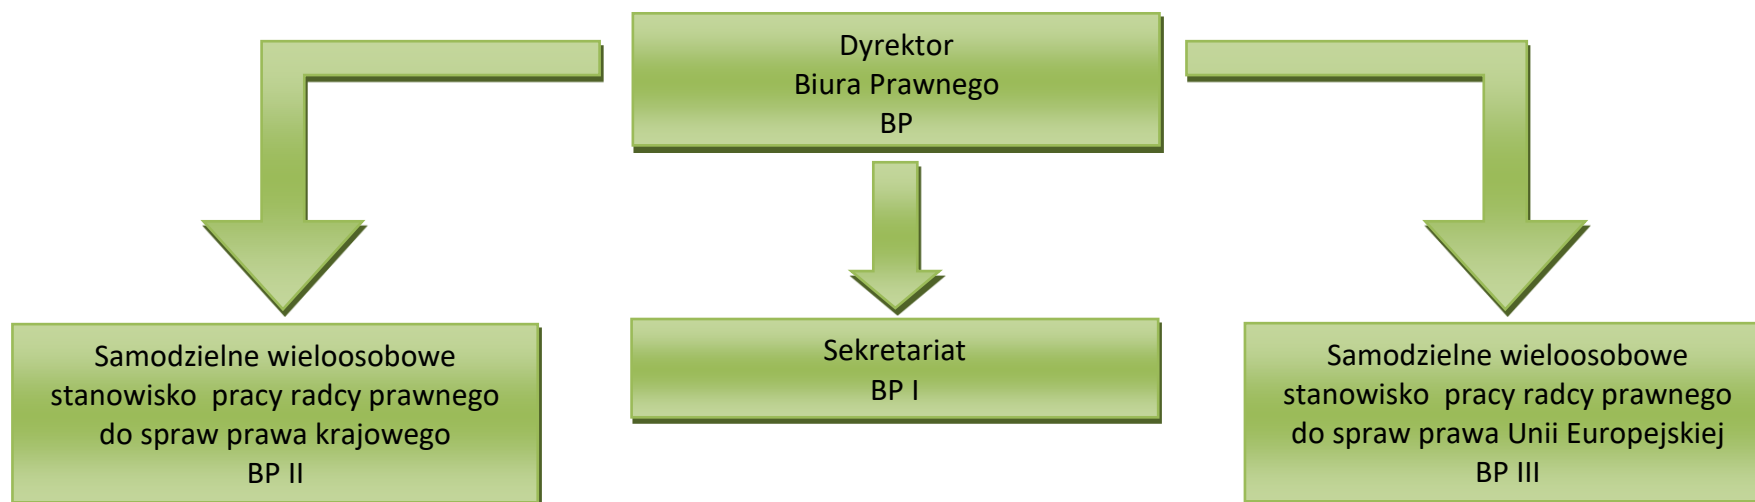 Dyrektor
Biura Prawnego
BP
Samodzielne wieloosobowe
stanowisko pracy radcy prawnego
do spraw prawa krajowego
BP II
Sekretariat
BP I
Samodzielne wieloosobowe
stanowisko pracy radcy prawnego
do spraw prawa Unii Europejskiej
BP III